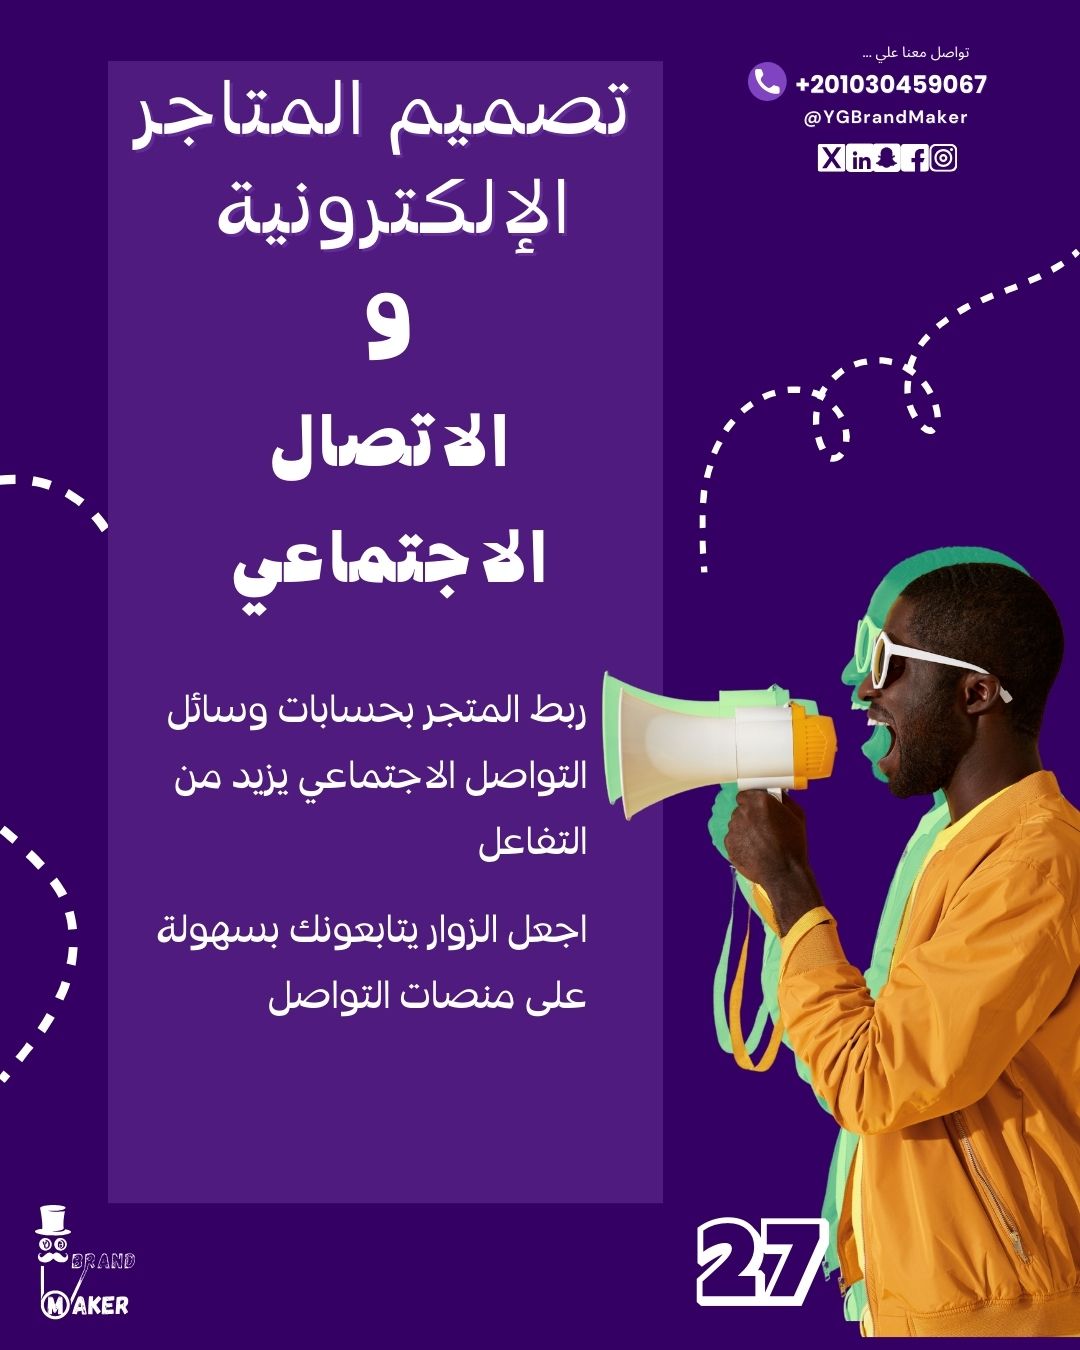 تواصل معنا علي ...
+201030459067
@YGBrandMaker
تصميم المتاجر
الإلكترونية
و
الاتصال
الاجتماعي
ربط المتجر بحسابات وسائل
التواصل الاجتماعي يزيد من
التفاعل
اجعل الزوار يتابعونك بسهولة
على منصات التواصل
27
YG
BRAND
MAKER